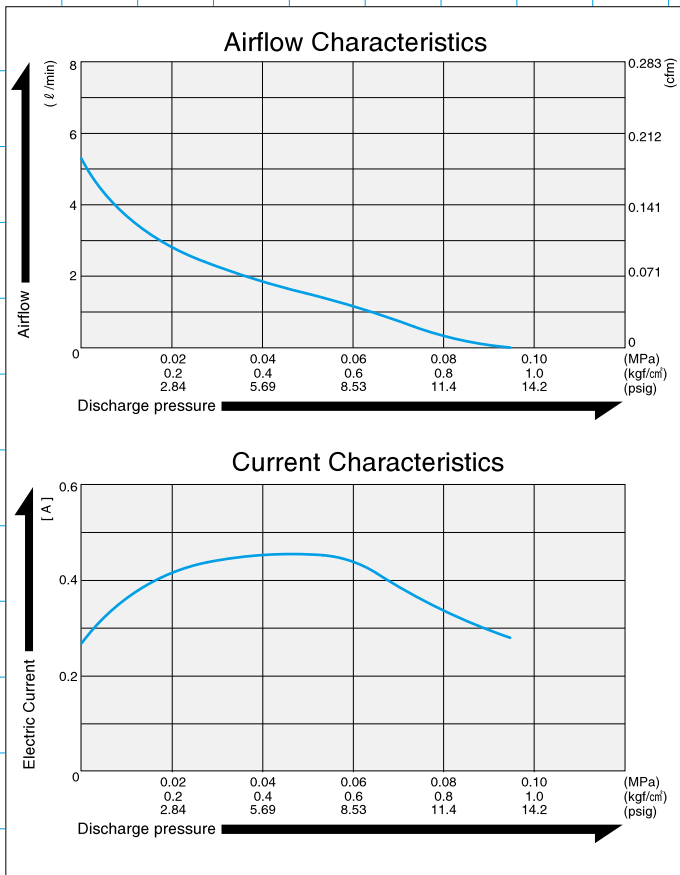 Airflow Characteristics
8
(ℓ/min)
0.283
(cfm)
6
0.212
4
0.141
2
0.071
Airflow
0
0
0.02 0.04 0.06 0.08 0.10 (MPa)
0.2 0.4 0.6 0.8 1.0 (kgf/c㎡)
2.84 5.69 8.53 11.4 14.2 (psig)
Discharge pressure
Current Characteristics
0.6
[ A ]
0.4
0.2
Electric Current
0
0.02 0.04 0.06 0.08 0.10 (MPa)
0.2 0.4 0.6 0.8 1.0 (kgf/c㎡)
2.84 5.69 8.53 11.4 14.2 (psig)
Discharge pressure